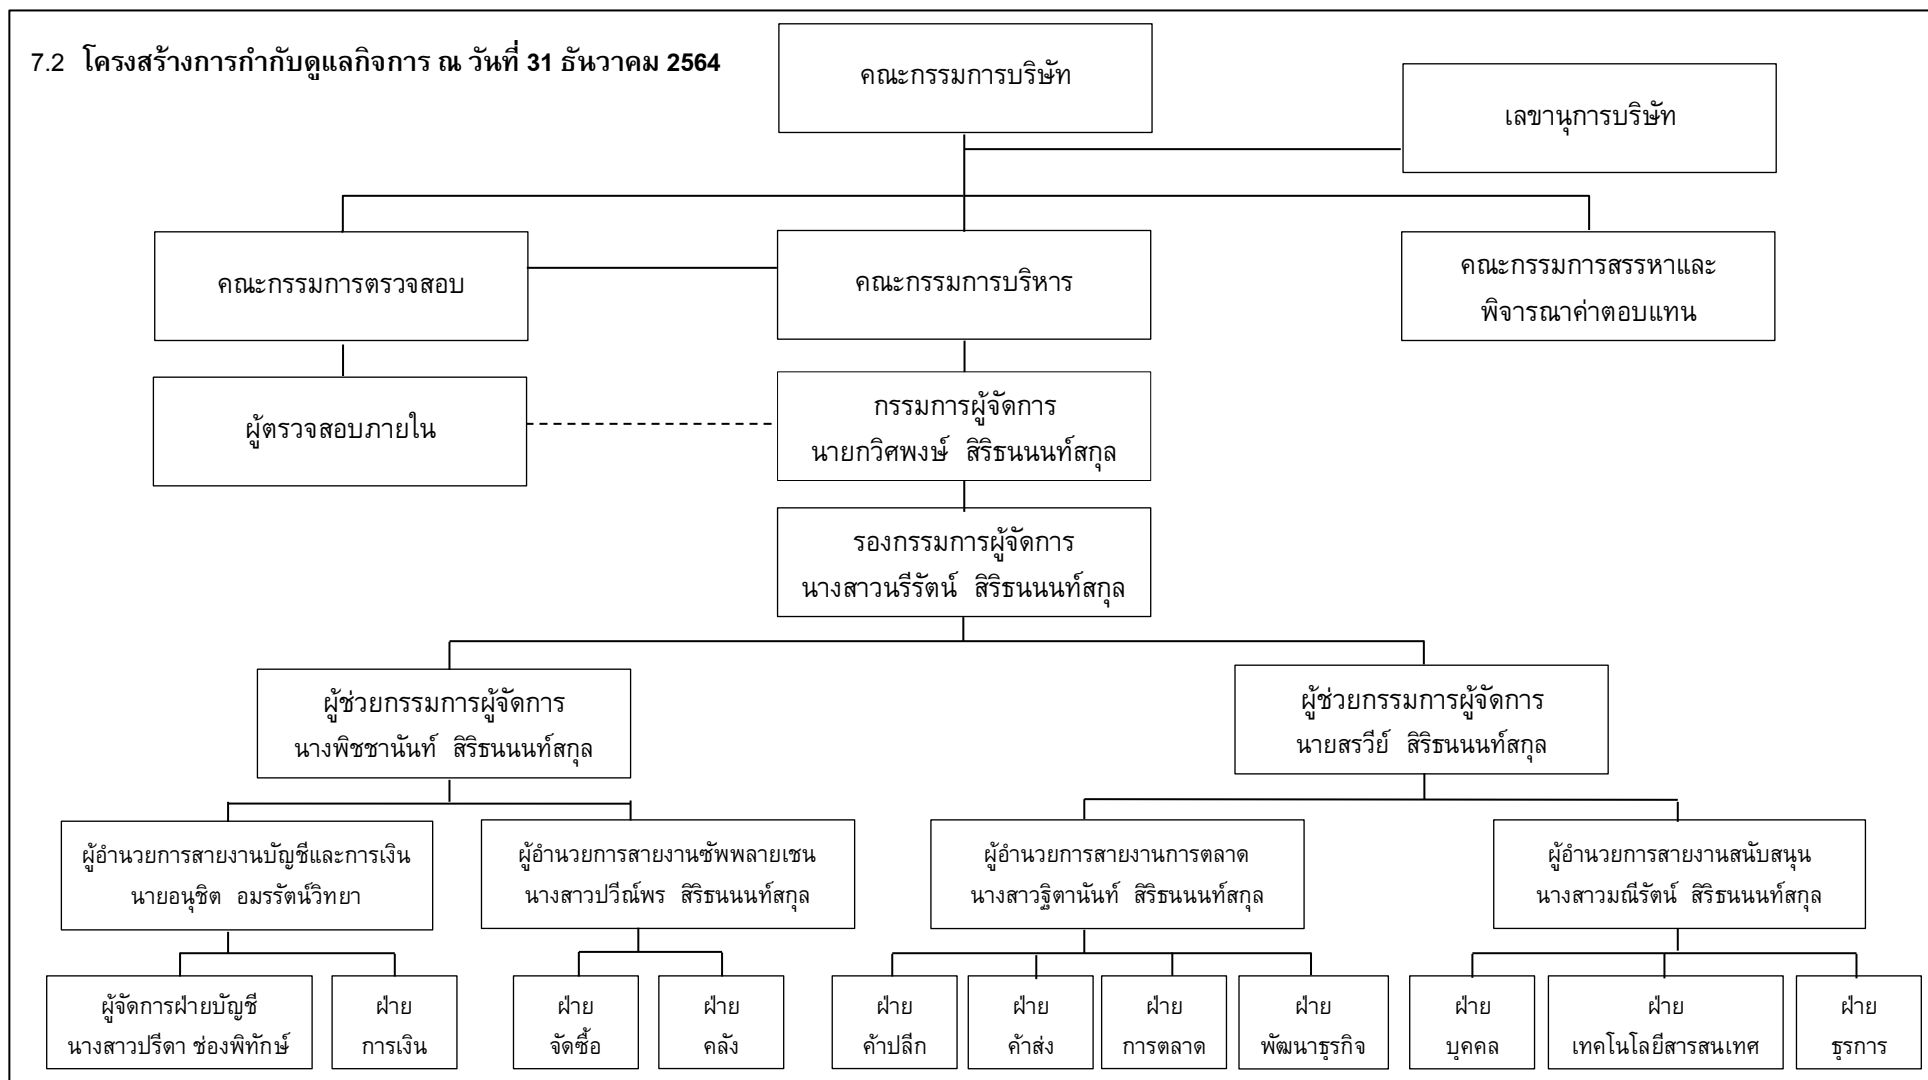 7.2 โครงสร้างการกำกับดูแลกิจการ ณ วันที่ 31 ธันวาคม 2564
คณะกรรมการบริษัท
เลขานุการบริษัท
คณะกรรมการตรวจสอบ
คณะกรรมการบริหาร
คณะกรรมการสรรหาและ
พิจารณาค่าตอบแทน
ผู้ตรวจสอบภายใน
กรรมการผู้จัดการ
นายกวิศพงษ์ สิริธนนนท์สกุล
รองกรรมการผู้จัดการ
นางสาวนรีรัตน์ สิริธนนนท์สกุล
ผู้ช่วยกรรมการผู้จัดการ
นางพิชชานันท์ สิริธนนนท์สกุล
ผู้ช่วยกรรมการผู้จัดการ
นายสรวีย์ สิริธนนนท์สกุล
ผู้อำนวยการสายงานบัญชีและการเงิน
นายอนุชิต อมรรัตน์วิทยา
ผู้อำนวยการสายงานซัพพลายเชน
นางสาวปวีณ์พร สิริธนนนท์สกุล
ผู้อำนวยการสายงานการตลาด
นางสาวฐิตานันท์ สิริธนนนท์สกุล
ผู้อำนวยการสายงานสนับสนุน
นางสาวมณีรัตน์ สิริธนนนท์สกุล
ผู้จัดการฝ่ายบัญชี
นางสาวปรีดา ช่องพิทักษ์
ฝ่าย
การเงิน
ฝ่าย
จัดซื้อ
ฝ่าย
คลัง
ฝ่าย
ค้าปลีก
ฝ่าย
ค้าส่ง
ฝ่าย
การตลาด
ฝ่าย
พัฒนาธุรกิจ
ฝ่าย
บุคคล
ฝ่าย
เทคโนโลยีสารสนเทศ
ฝ่าย
ธุรการ